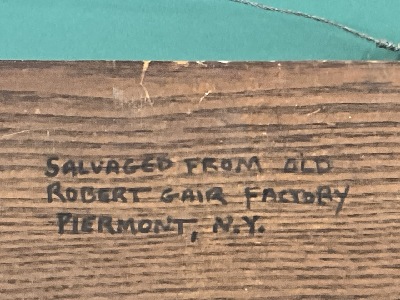 SALVAGED FROM OLD
ROBERT GAIR FACTORY
PIERMONT, N.Y.